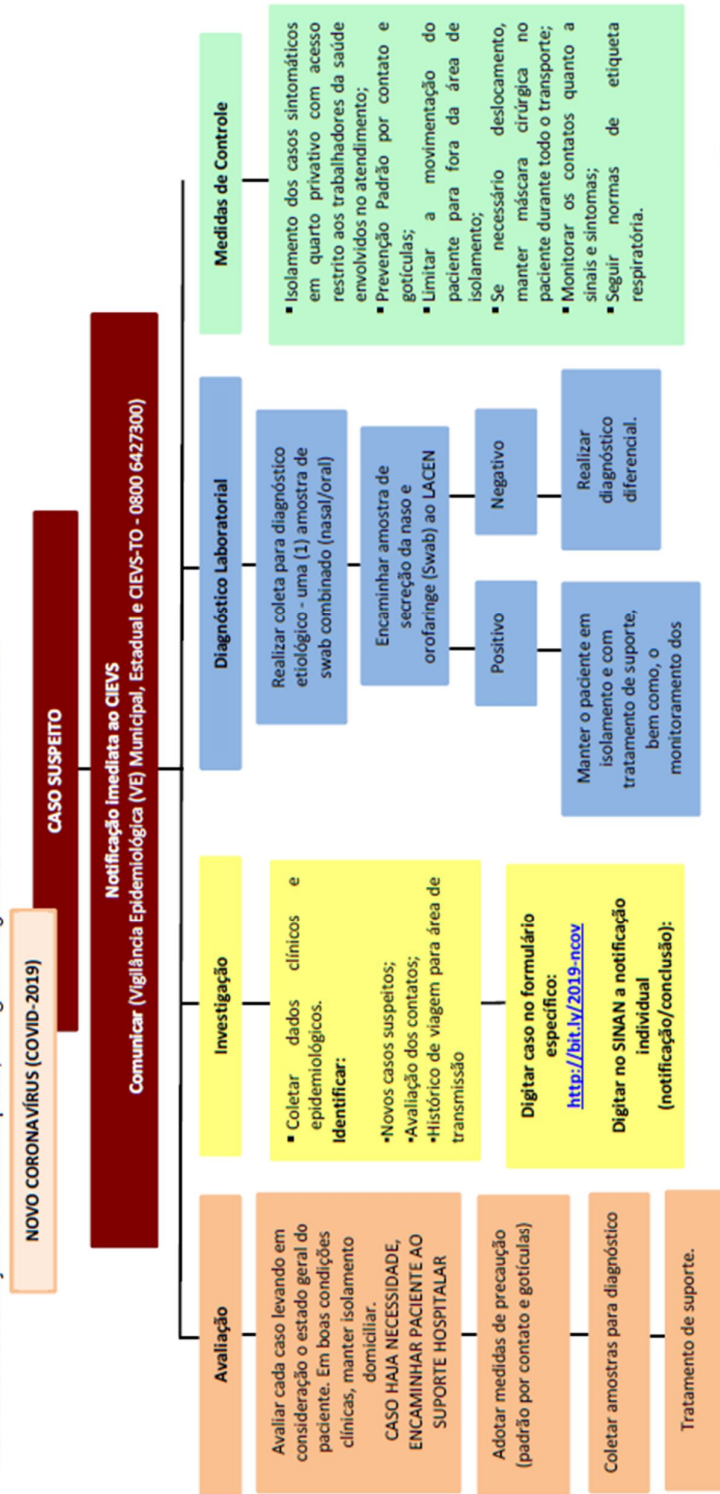 NOVO CORONAVÍRUS (COVID-2019)
CASO SUSPEITO
Notificação imediata ao CIEVS
Comunicar (Vigilância Epidemiológica (VE) Municipal, Estadual e CIEVS-TO - 0800 6427300)
Avaliação
Avaliar cada caso levando em
consideração o estado geral do
paciente. Em boas condições
clínicas, manter isolamento
domiciliar.
CASO HAJA NECESSIDADE,
ENCAMINHAR PACIENTE AO
SUPORTE HOSPITALAR
Adotar medidas de precaução
(padrão por contato e gotículas)
Coletar amostras para diagnóstico
Tratamento de suporte.
Investigação
▪ Coletar dados clínicos e
epidemiológicos.
Identificar:
•Novos casos suspeitos;
•Avaliação dos contatos;
•Histórico de viagem para área de
transmissão
Digitar caso no formulário
específico:
http://bit.ly/2019-ncov
Digitar no SINAN a notificação
individual
(notificação/conclusão):
Diagnóstico Laboratorial
Realizar coleta para diagnóstico
etiológico - uma (1) amostra de
swab combinado (nasal/oral)
Encaminhar amostra de
secreção da naso e
orofaringe (Swab) ao LACEN
Positivo
Negativo
Manter o paciente em
isolamento e com
tratamento de suporte,
bem como, o
monitoramento dos
Realizar
diagnóstico
diferencial.
Medidas de Controle
▪ Isolamento dos casos sintomáticos
em quarto privativo com acesso
restrito aos trabalhadores da saúde
envolvidos no atendimento;
▪ Prevenção Padrão por contato e
gotículas;
▪ Limitar a movimentação do
paciente para fora da área de
isolamento;
▪ Se necessário deslocamento,
manter máscara cirúrgica no
paciente durante todo o transporte;
▪ Monitorar os contatos quanto a
sinais e sintomas;
▪ Seguir normas de etiqueta
respiratória.